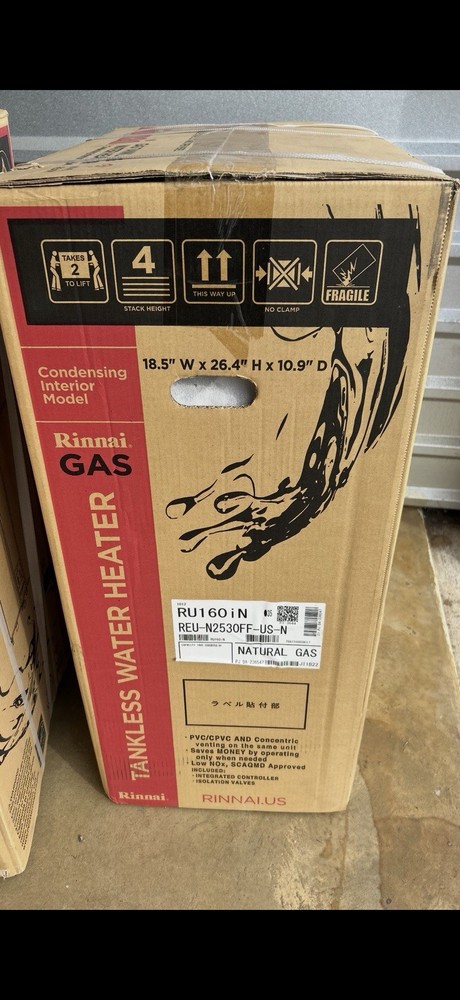 TAKES
2
TO LIFT
4
STACK HEIGHT
THIS WAY UP
NO CLAMP
FRAGILE
18.5" W x 26.4" H x 10.9" D
Condensing
Interior
Model
Rinnai
GAS
TANKLESS WATER HEATER
RU160iN
REU-N2530FF-US-N
NATURAL GAS
ラベル貼付部
· PVC/CPVC AND Concentric
venting on the same unit
· Saves MONEY by operating
only when needed
· Low NOx, SCAQMD Approved
INCLUDED:
· INTEGRATED CONTROLLER
· ISOLATION VALVES
Rinnai
RINNAI.US